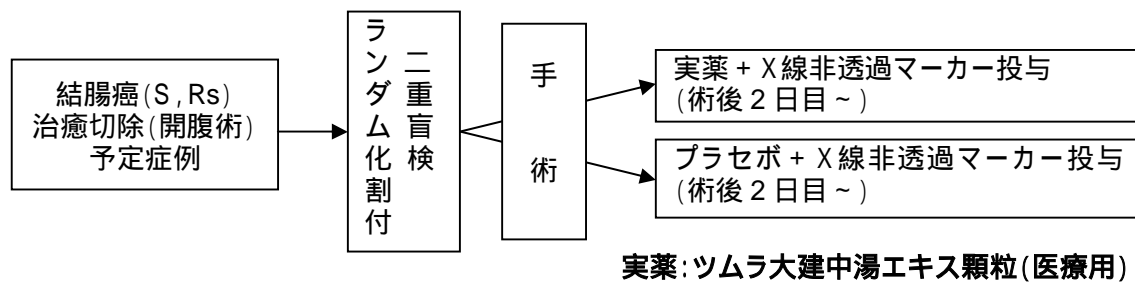 結腸癌(S,Rs)
治癒切除(開腹術)
予定症例
二重盲検
ランダム化割付
手術
実薬 + X線非透過マーカー投与
(術後2日目~)
プラセボ + X線非透過マーカー投与
(術後2日目~)
実薬:ツムラ大建中湯エキス顆粒(医療用)